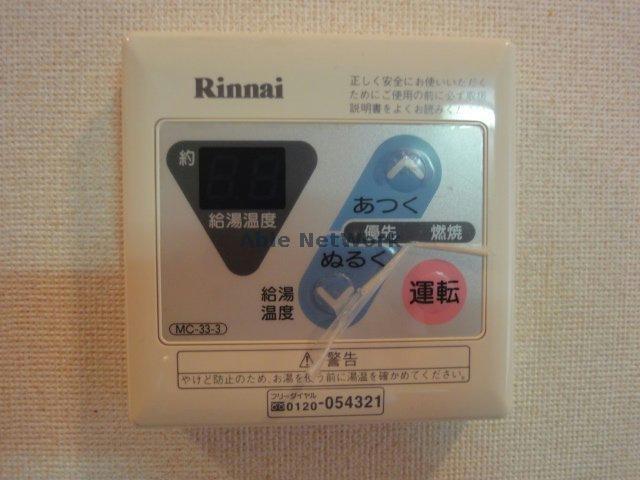 Rinnai
正しく安全にお使いいただく
ためにご使用の前に必ず取扱
説明書をよくお読みください
約
給湯温度
あつく
優先 燃焼
Able Network
ぬるく
給湯
温度
運転
MC-33-3
警告
やけど防止のため、お湯を使う前に湯温を確かめてください。
フリーダイヤル
0120-054321